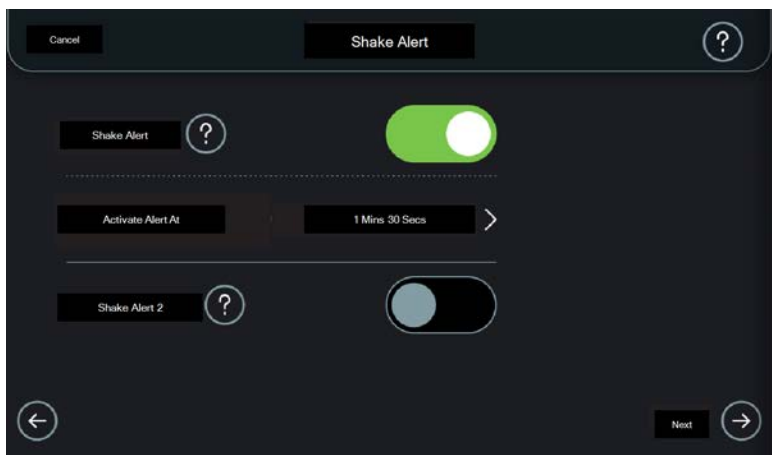 Cancel
Shake Alert
?
Shake Alert ?
Activate Alert At 1 Mins 30 Secs
Shake Alert 2 ?
Next